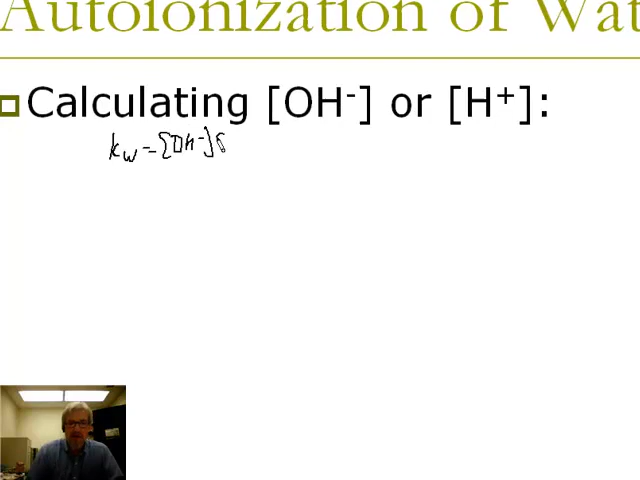 Autoionization of Wat
Calculating [OH-] or [H+]:
Kw = [OH-]